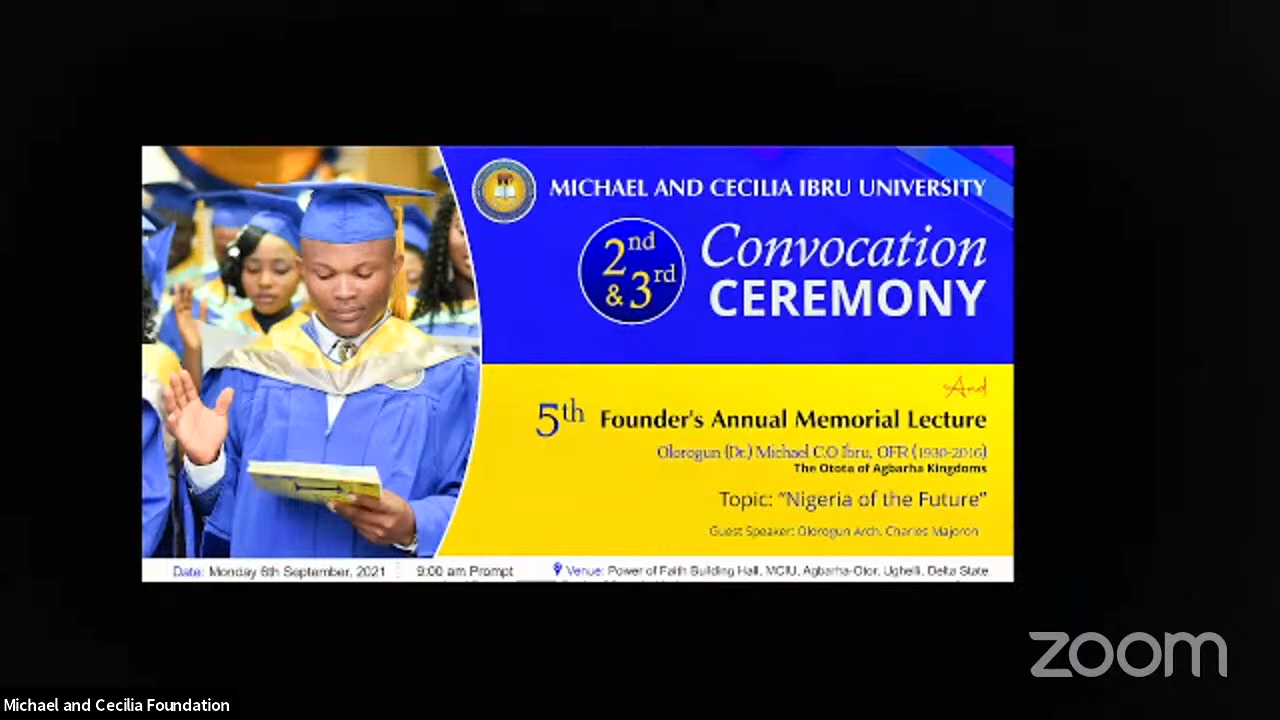 MICHAEL AND CECILIA IBRU UNIVERSITY
2nd & 3rd
Convocation
CEREMONY
And
5th Founder's Annual Memorial Lecture
Olorogun (Dr.) Michael C.O Ibru, OFR (1930-2016)
The Otota of Agbarha Kingdoms
Topic: “Nigeria of the Future”
Guest Speaker: Olorogun Arch. Charles Majoroh
Date: Monday 6th September, 2021 9:00 am Prompt Venue: Power of Faith Building Hall, MCIU, Agbarha-Otor, Ughelli, Delta State.
zoom
Michael and Cecilia Foundation